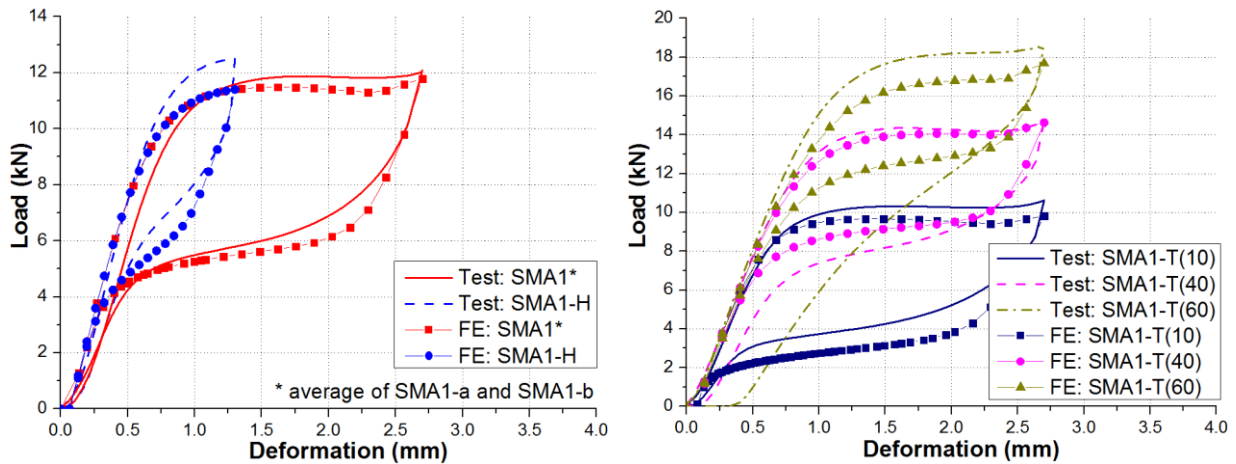 14
12
10
8
6
4
2
0
Load (kN)
0.0 0.5 1.0 1.5 2.0 2.5 3.0 3.5 4.0
Deformation (mm)
Test: SMA1*
Test: SMA1-H
FE: SMA1*
FE: SMA1-H
* average of SMA1-a and SMA1-b
20
18
16
14
12
10
8
6
4
2
0
Load (kN)
0.0 0.5 1.0 1.5 2.0 2.5 3.0 3.5 4.0
Deformation (mm)
Test: SMA1-T(10)
Test: SMA1-T(40)
Test: SMA1-T(60)
FE: SMA1-T(10)
FE: SMA1-T(40)
FE: SMA1-T(60)